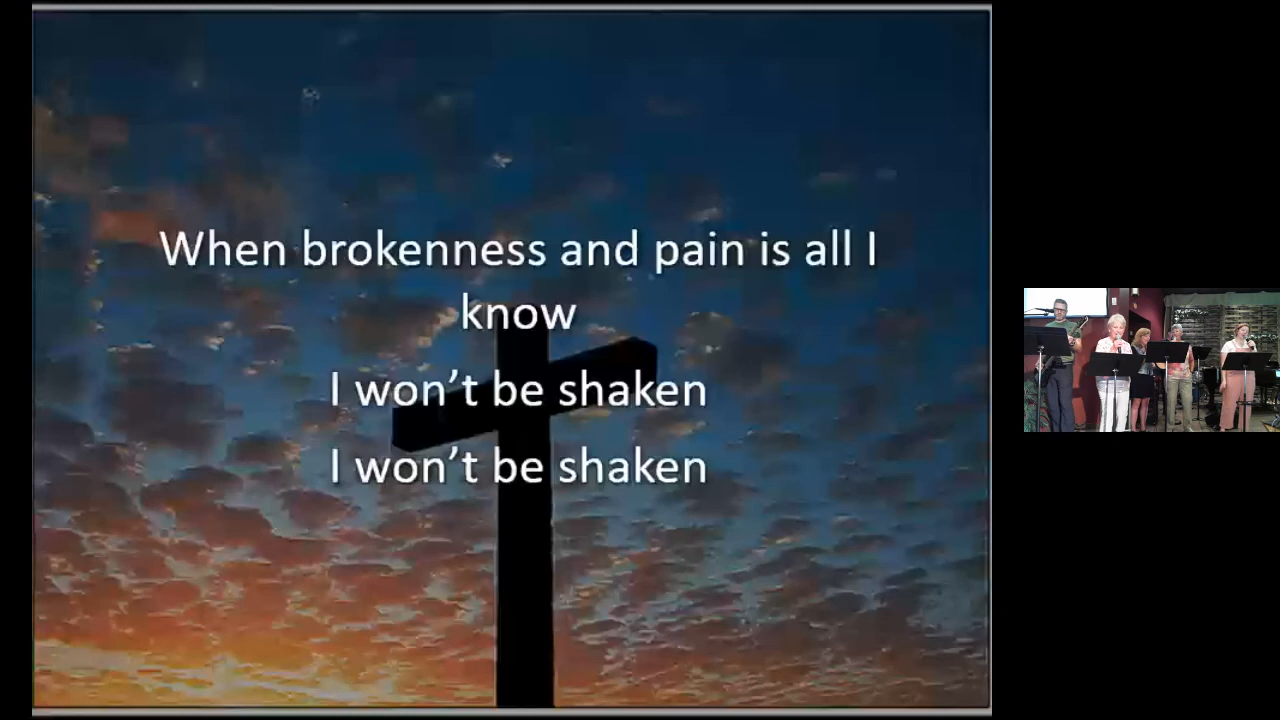 When brokenness and pain is all I
know
I won’t be shaken
I won’t be shaken